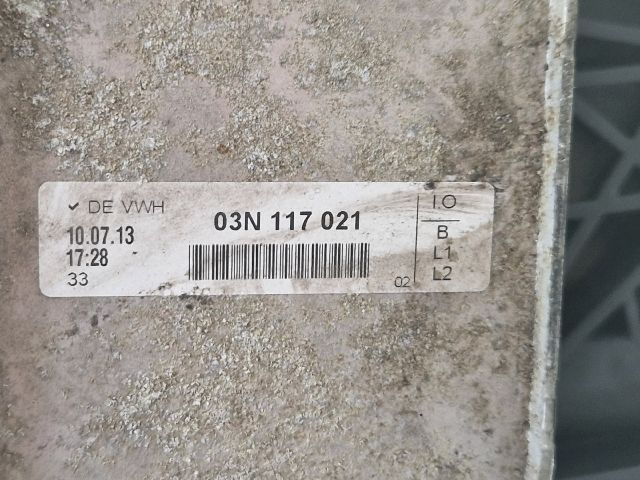 ✓ DE VWH
10.07.13
17:28
33
03N 117 021
02
I.O
B
L1
L2